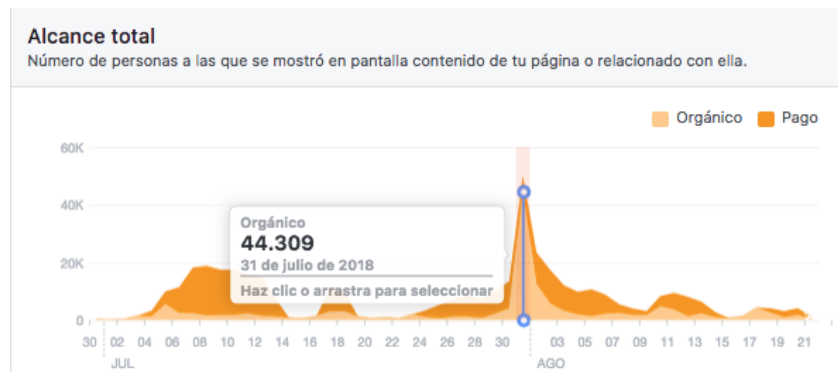 Alcance total
Número de personas a las que se mostró en pantalla contenido de tu página o relacionado con ella.
Orgánico Pago
60K
40K
20K
0
Orgánico
44.309
31 de julio de 2018
Haz clic o arrastra para seleccionar
30 02 04 06 08 10 12 14 16 18 20 22 24 26 28 30 03 05 07 09 11 13 15 17 19 21
JUL AGO